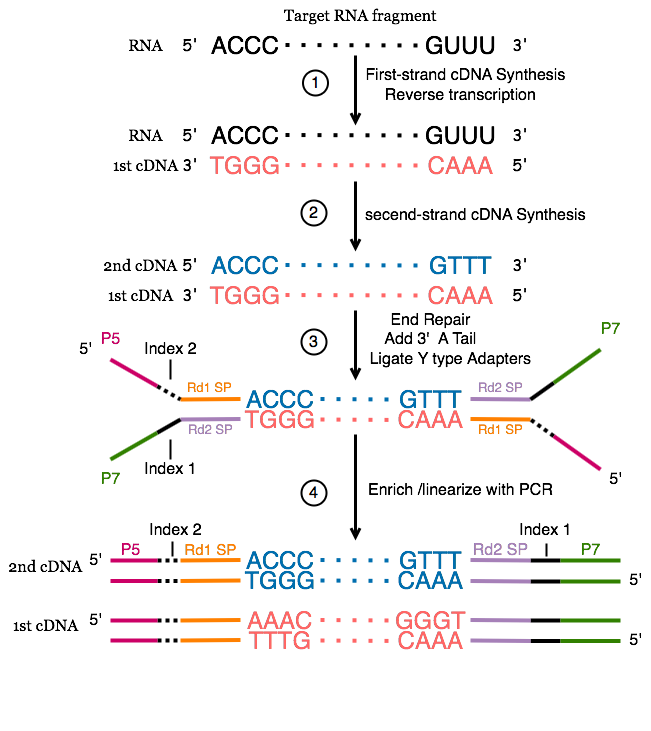 Target RNA fragment
RNA 5' ACCC · · · · · · · · · GUUU 3'
1 First-strand cDNA Synthesis
Reverse transcription
RNA 5' ACCC · · · · · · · · · GUUU 3'
1st cDNA 3' TGGG · · · · · · · · · CAAA 5'
2 secend-strand cDNA Synthesis
2nd cDNA 5' ACCC · · · · · · · · · GTTT 3'
1st cDNA 3' TGGG · · · · · · · · · CAAA 5'
3 End Repair
Add 3' A Tail
Ligate Y type Adapters
5' P5 Index 2 P7
Rd1 SP ACCC · · · · · GTTT Rd2 SP
Rd2 SP TGGG · · · · · CAAA Rd1 SP
P7 Index 1 5'
4 Enrich /linearize with PCR
Index 2 Index 1
P5 Rd1 SP Rd2 SP P7
2nd cDNA 5' ACCC · · · · · GTTT
TGGG · · · · · CAAA 5'
1st cDNA 5' AAAC · · · · · GGGT
TTTG · · · · · CAAA 5'